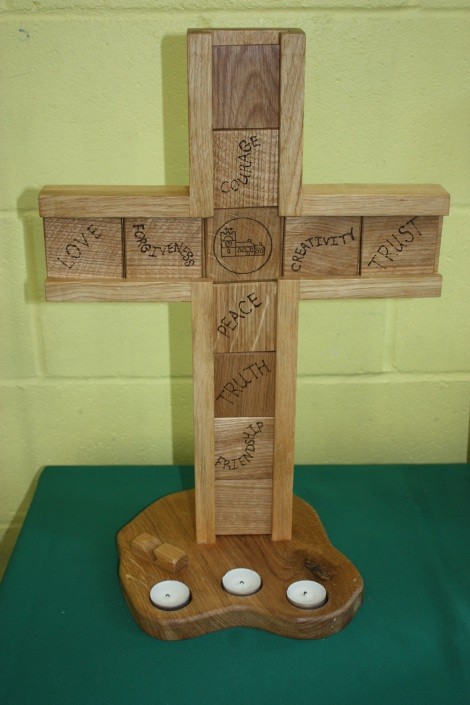 COURAGE
LOVE
FORGIVENESS
CREATIVITY
TRUST
PEACE
TRUTH
FRIENDSHIP